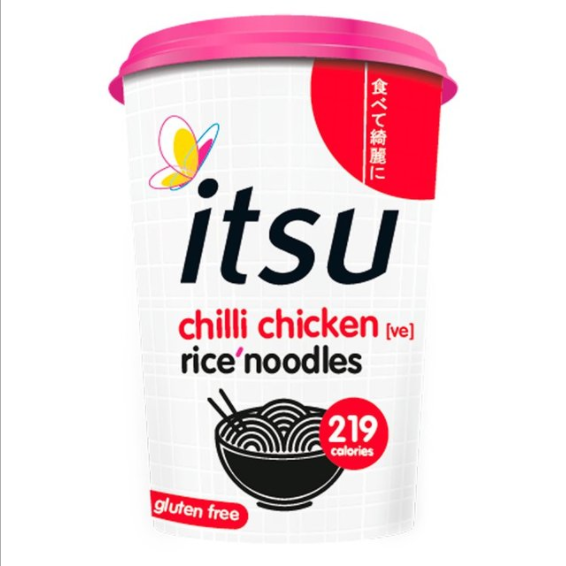 食べて綺麗に
itsu
chilli chicken [ve]
rice'noodles
219
calories
gluten free